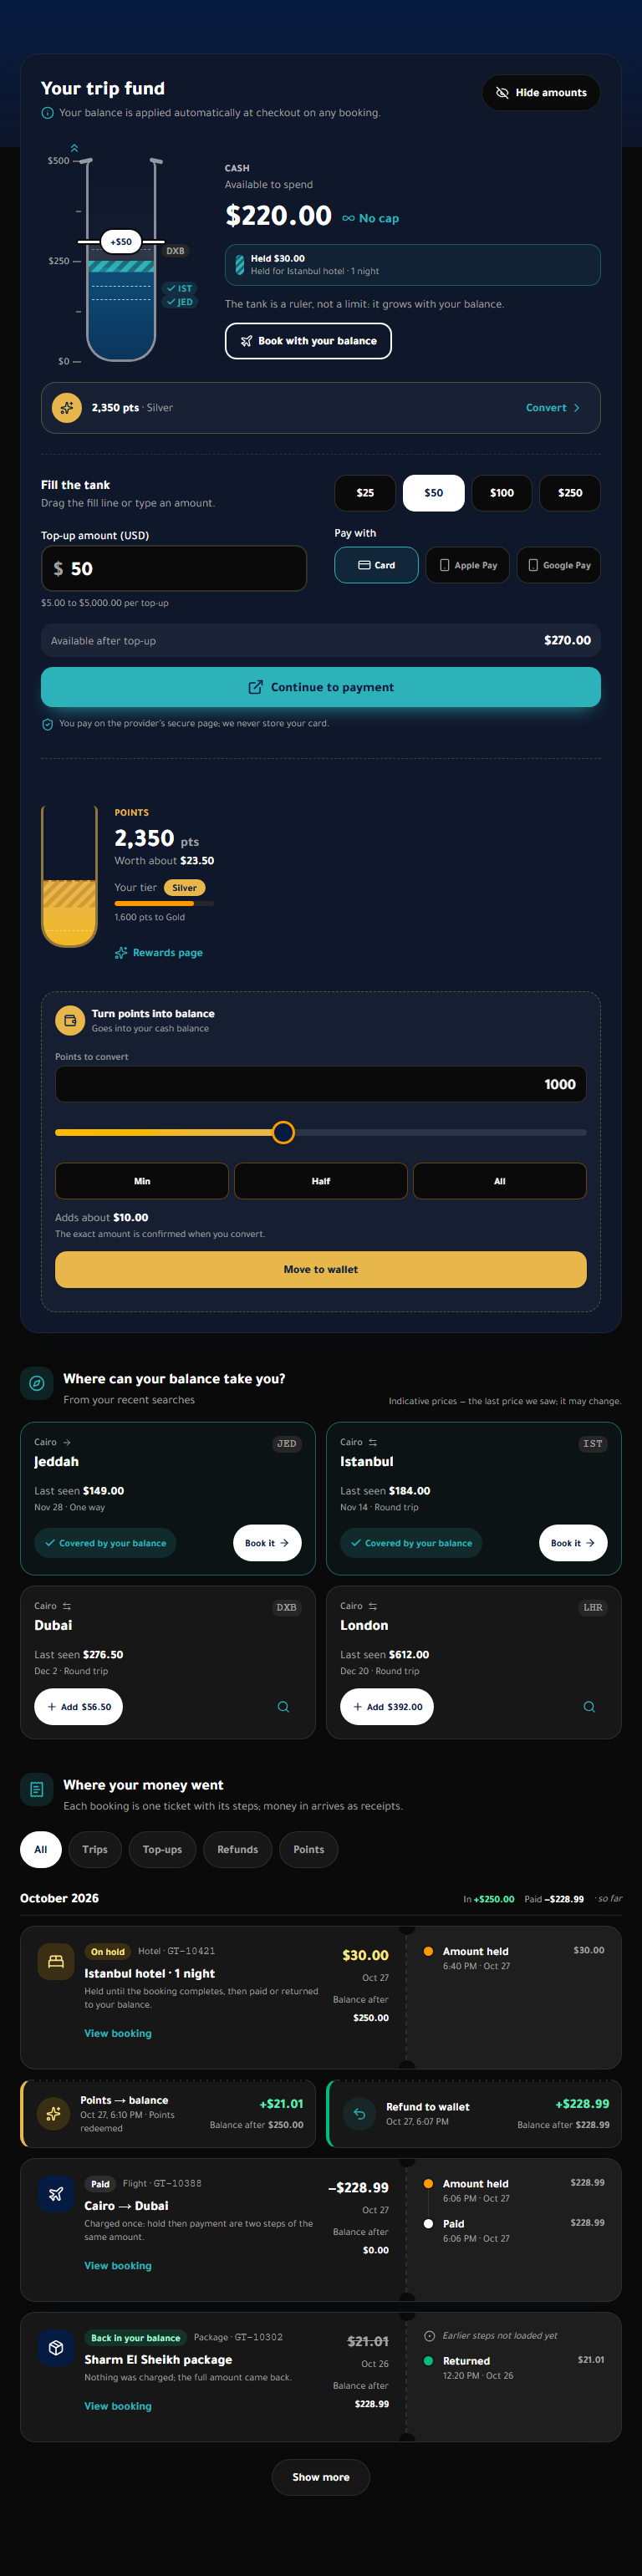 Your trip fund
Your balance is applied automatically at checkout on any booking.
Hide amounts
$500
+$50
DXB
$250
IST
JED
$0
CASH
Available to spend
$220.00
No cap
Held $30.00
Held for Istanbul hotel · 1 night
The tank is a ruler, not a limit: it grows with your balance.
Book with your balance
2,350 pts · Silver
Convert
Fill the tank
Drag the fill line or type an amount.
$25
$50
$100
$250
Top-up amount (USD)
$ 50
$5.00 to $5,000.00 per top-up
Pay with
Card
Apple Pay
Google Pay
Available after top-up
$270.00
Continue to payment
You pay on the provider's secure page; we never store your card.
POINTS
2,350 pts
Worth about $23.50
Your tier Silver
1,600 pts to Gold
Rewards page
Turn points into balance
Goes into your cash balance
Points to convert
1000
Min
Half
All
Adds about $10.00
The exact amount is confirmed when you convert.
Move to wallet
Where can your balance take you?
From your recent searches
Indicative prices — the last price we saw; it may change.
Cairo →
JED
Jeddah
Last seen $149.00
Nov 28 · One way
Covered by your balance
Book it →
Cairo ⇆
IST
Istanbul
Last seen $184.00
Nov 14 · Round trip
Covered by your balance
Book it →
Cairo ⇆
DXB
Dubai
Last seen $276.50
Dec 2 · Round trip
+ Add $56.50
Cairo ⇆
LHR
London
Last seen $612.00
Dec 20 · Round trip
+ Add $392.00
Where your money went
Each booking is one ticket with its steps; money in arrives as receipts.
All
Trips
Top-ups
Refunds
Points
October 2026
In +$250.00 Paid −$228.99 · so far
On hold Hotel · GT-10421
Istanbul hotel · 1 night
Held until the booking completes, then paid or returned
to your balance.
View booking
$30.00
Oct 27
Balance after
$250.00
Amount held
$30.00
6:40 PM · Oct 27
Points → balance
Oct 27, 6:10 PM · Points
redeemed
+$21.01
Balance after $250.00
Refund to wallet
Oct 27, 6:07 PM
+$228.99
Balance after $228.99
Paid Flight · GT-10388
Cairo → Dubai
Charged once: hold then payment are two steps of the
same amount.
View booking
−$228.99
Oct 27
Balance after
$0.00
Amount held
$228.99
6:06 PM · Oct 27
Paid
$228.99
6:06 PM · Oct 27
Back in your balance Package · GT-10302
Sharm El Sheikh package
Nothing was charged; the full amount came back.
View booking
$21.01
Oct 26
Balance after
$228.99
Earlier steps not loaded yet
Returned
$21.01
12:20 PM · Oct 26
Show more